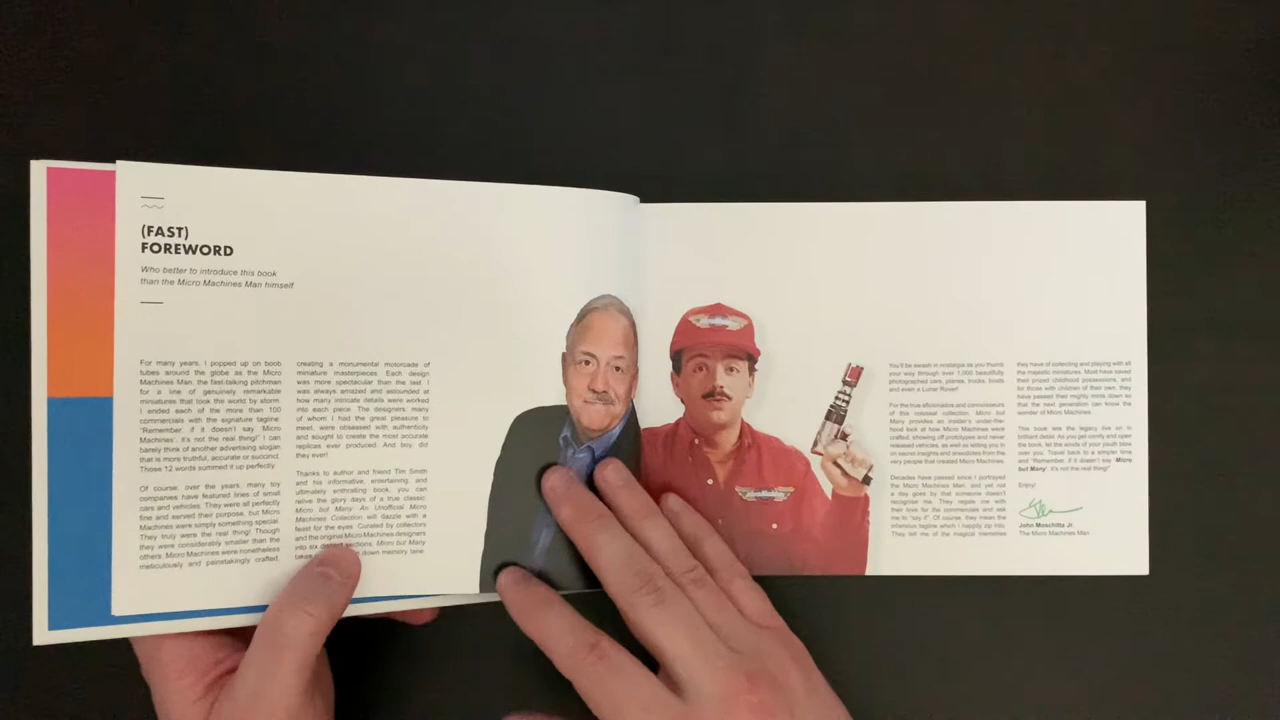 (FAST)
FOREWORD
Who better to introduce this book
than the Micro Machines Man himself
For many years, I popped up on boob
tubes around the globe as the Micro
Machines Man, the fast-talking pitchman
for a line of genuinely remarkable
miniatures that took the world by storm.
I ended each of the more than 100
commercials with the signature tagline:
"Remember, if it doesn't say 'Micro
Machines', it's not the real thing!" I can
barely think of another advertising slogan
that is more truthful, accurate or succinct.
Those 12 words summed it up perfectly.
Of course, over the years, many toy
companies have featured lines of small
cars and vehicles. They were all perfectly
fine and served their purpose, but Micro
Machines were simply something special.
They truly were the real thing! Though
they were considerably smaller than the
others, Micro Machines were nonetheless
meticulously and painstakingly crafted,
creating a monumental motorcade of
miniature masterpieces. Each design
was more spectacular than the last. I
was always amazed and astounded at
how many intricate details were worked
into each piece. The designers, many
of whom I had the great pleasure to
meet, were obsessed with authenticity
and sought to create the most accurate
replicas ever produced. And boy did
they ever!
Thanks to author and friend Tim Smith
and his informative, entertaining, and
ultimately enthralling book, you can
relive the glory days of a true classic.
Micro but Many: An Unofficial Micro
Machines Collection will dazzle with a
feast for the eyes. Curated by collectors
and the original Micro Machines designers
into six distinct sections, Micro but Many
takes down memory lane.
You'll be awash in nostalgia as you thumb
your way through over 1,000 beautifully
photographed cars, planes, trucks, boats
and even a Lunar Rover!
For the true aficionados and connoisseurs
of this colossal collection, Micro but
Many provides an insider's under-the-
hood look at how Micro Machines were
crafted, showing off prototypes and never
released vehicles, as well as letting you in
on secret insights and anecdotes from the
very people that created Micro Machines.
Decades have passed since I portrayed
the Micro Machines Man, and yet not
a day goes by that someone doesn't
recognise me. They regale me with
their love for the commercials and ask
me to "say it". Of course, they mean the
infamous tagline which I happily zip into.
They tell me of the magical memories
they have of collecting and playing with all
the majestic miniatures. Most have saved
their prized childhood possessions, and
for those with children of their own, they
have passed their mighty minis down so
that the next generation can know the
wonder of Micro Machines.
This book lets the legacy live on in
brilliant detail. As you get comfy and open
the book, let the winds of your youth blow
over you. Travel back to a simpler time
and "Remember, if it doesn't say 'Micro
but Many' it's not the real thing!"
Enjoy!
John Moschitta Jr.
The Micro Machines Man